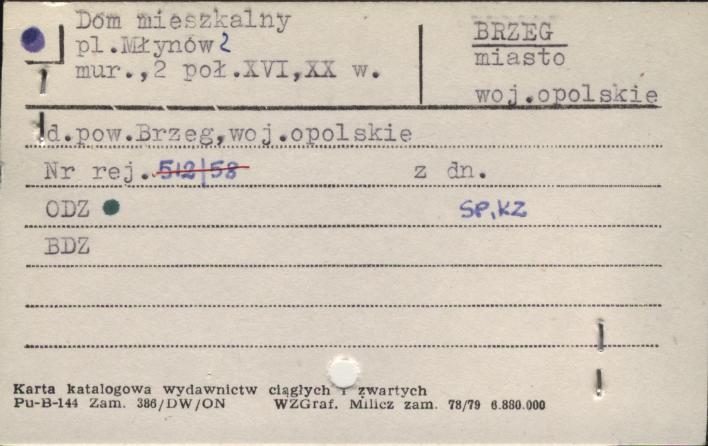 Dom mieszkalny
pl.Młynów 2
mur.,2 poł.XVI,XX w.
BRZEG
miasto
woj.opolskie
d.pow.Brzeg,woj.opolskie
Nr rej. 512/58 z dn.
ODZ SP,KZ
BDZ
Karta katalogowa wydawnictw ciągłych i zwartych
Pu-B-144 Zam. 386/DW/ON WZGraf. Milicz zam. 78/79 6.880.000